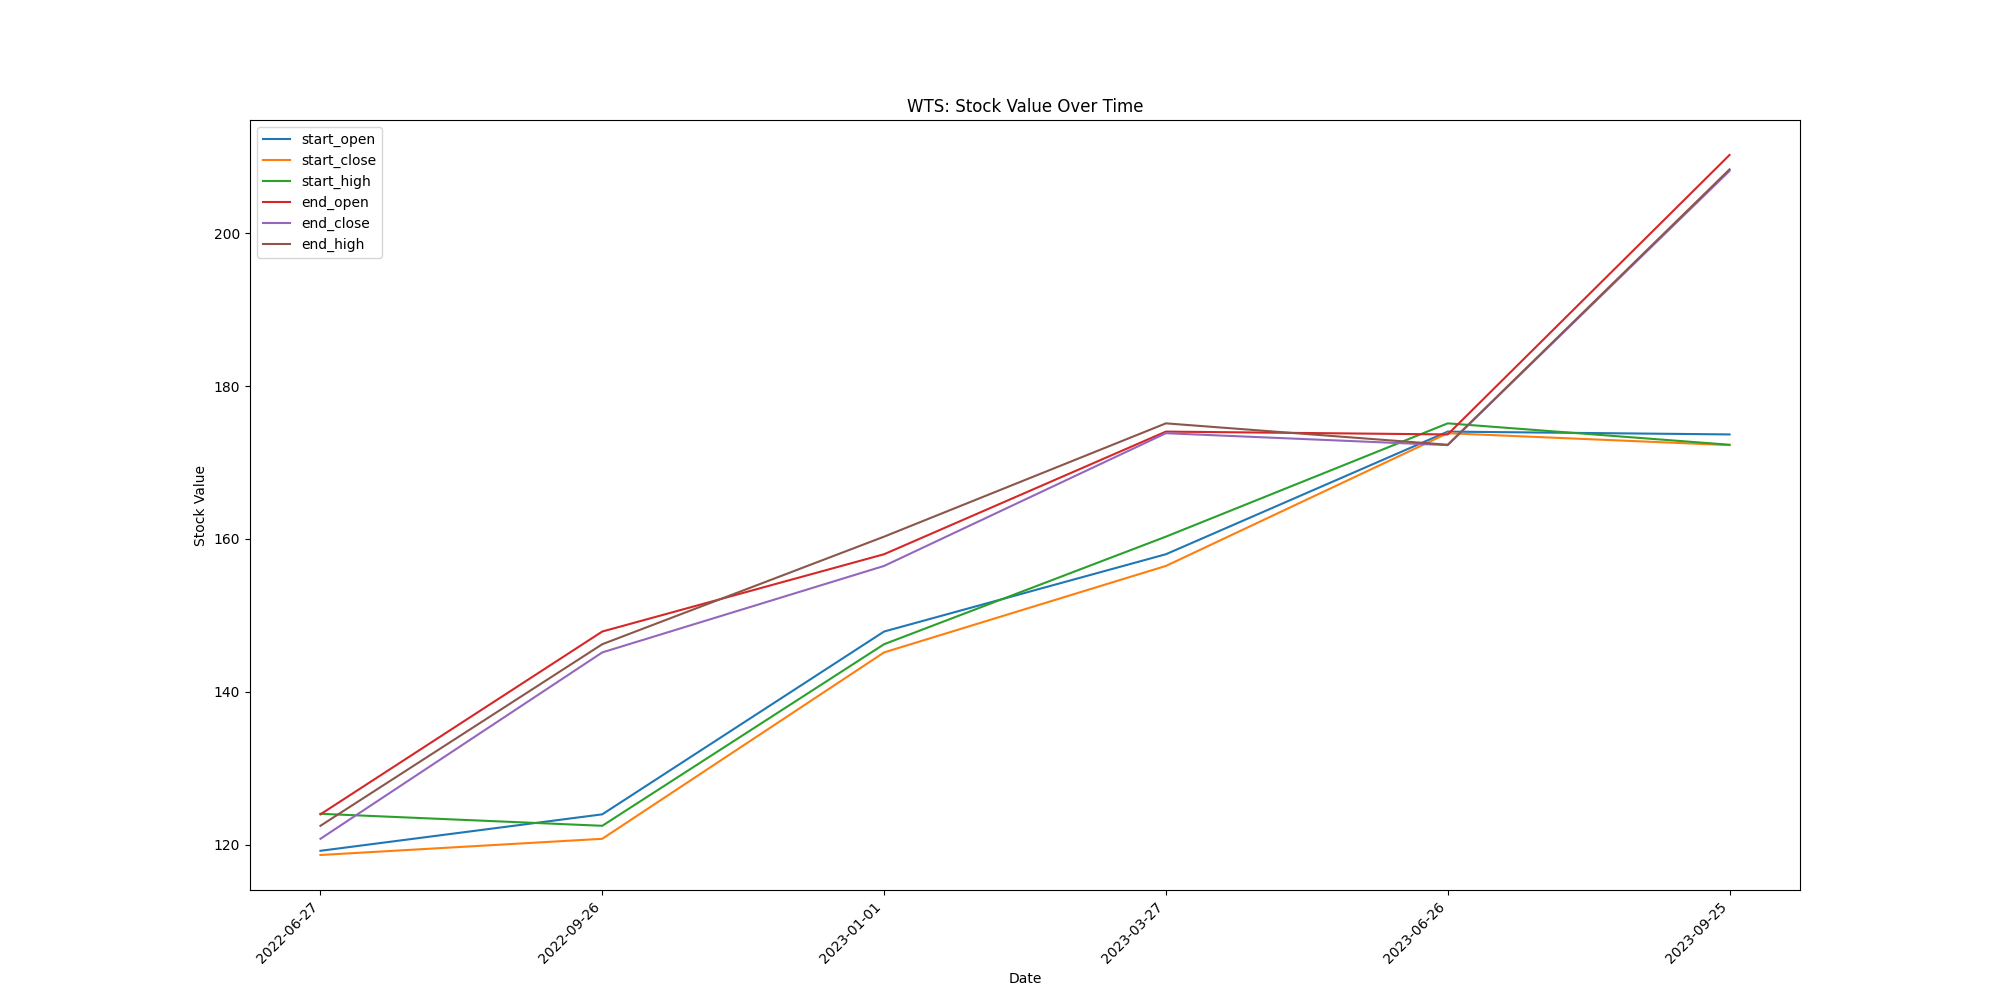 WTS: Stock Value Over Time
start_open
start_close
start_high
end_open
end_close
end_high
Stock Value
200
180
160
140
120
2022-06-27
2022-09-26
2023-01-01
2023-03-27
2023-06-26
2023-09-25
Date